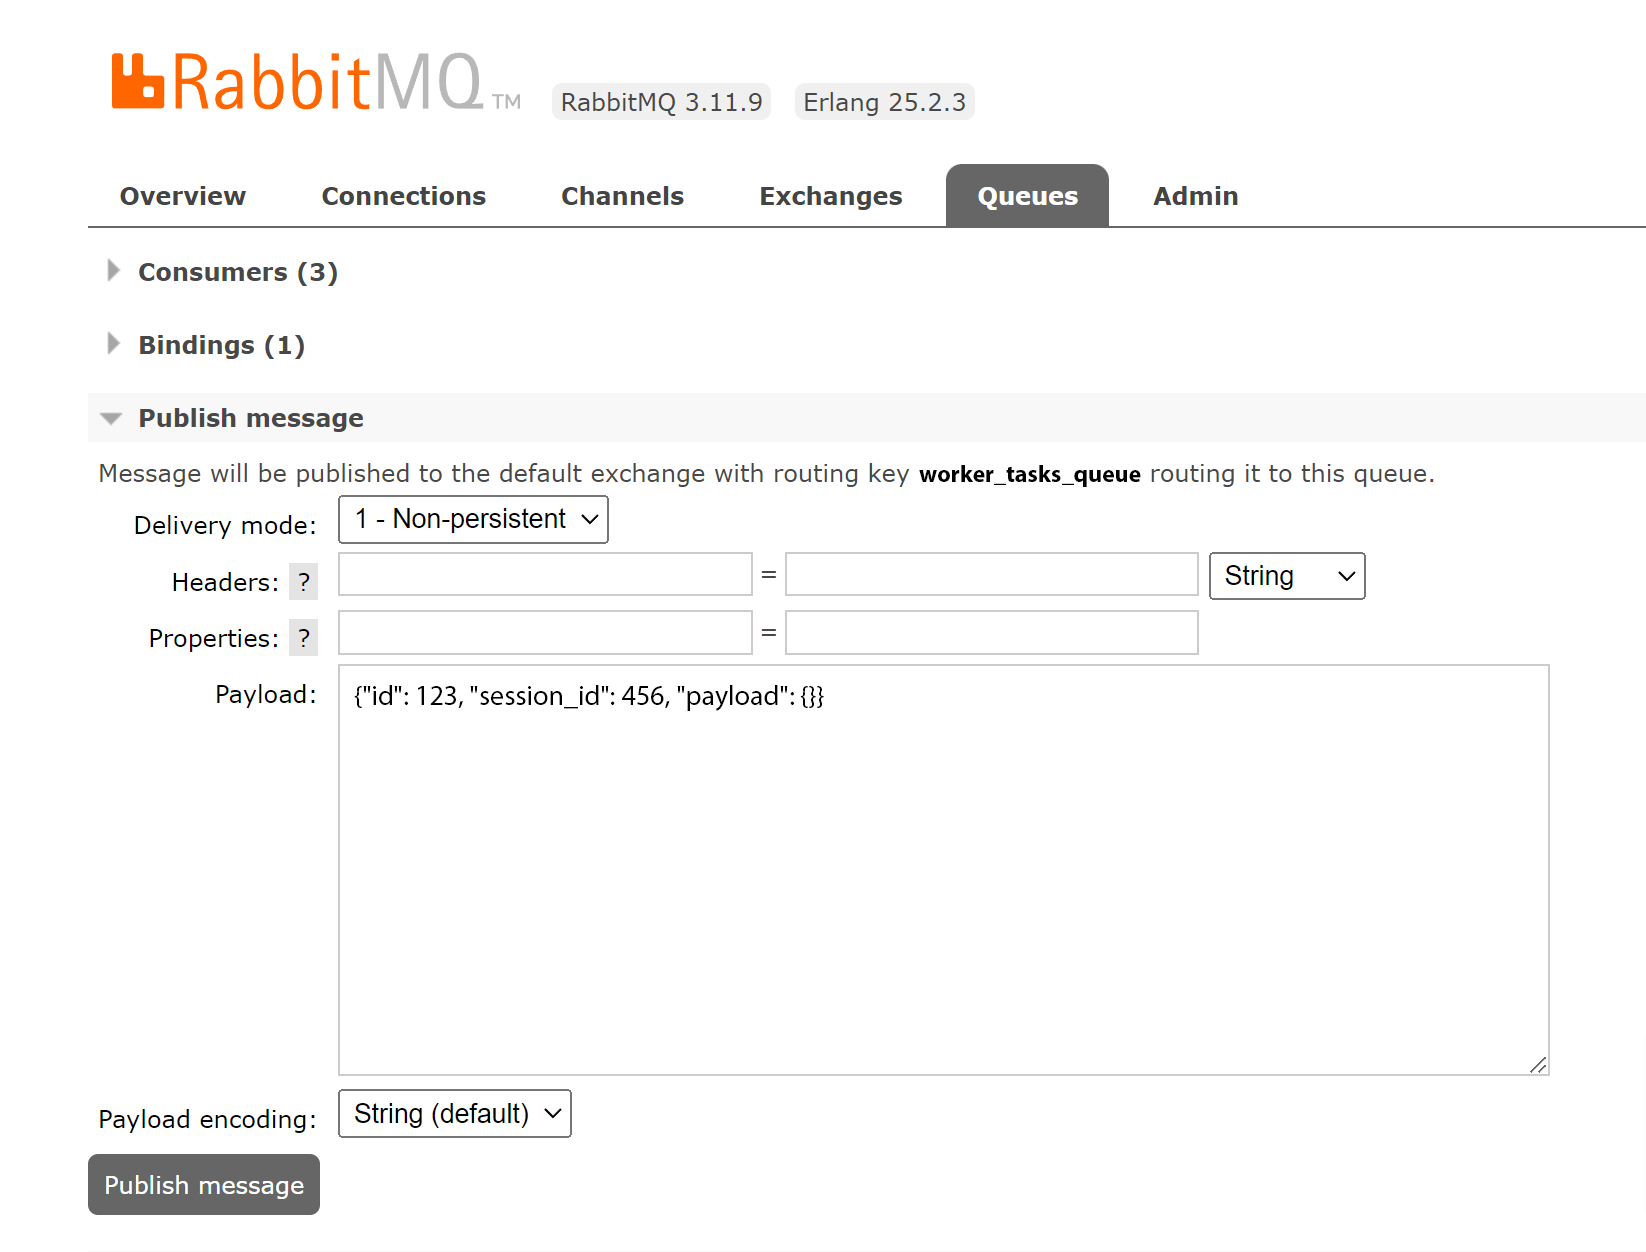 RabbitMQ TM RabbitMQ 3.11.9 Erlang 25.2.3
Overview Connections Channels Exchanges Queues Admin
Consumers (3)
Bindings (1)
Publish message
Message will be published to the default exchange with routing key worker_tasks_queue routing it to this queue.
Delivery mode: 1 - Non-persistent
Headers: ? = String
Properties: ? =
Payload: {"id": 123, "session_id": 456, "payload": {}}
Payload encoding: String (default)
Publish message